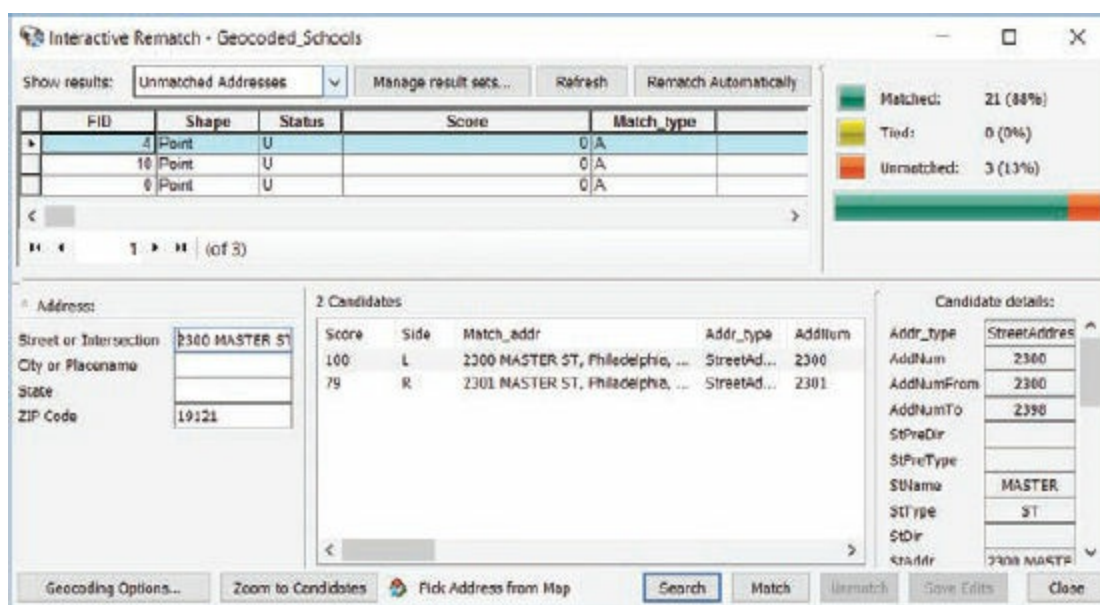 Interactive Rematch - Geocoded_Schools
Show results: Unmatched Addresses Manage result sets... Refresh Rematch Automatically
FID Shape Status Score Match_type
4 Point U 0 A
10 Point U 0 A
0 Point U 0 A
1 (of 3)
Matched: 21 (88%)
Tied: 0 (0%)
Unmatched: 3 (13%)
Address:
Street or Intersection 2300 MASTER ST
City or Placename
State
ZIP Code 19121
2 Candidates
Score Side Match_addr Addr_type AddNum
100 L 2300 MASTER ST, Philadelphia, ... StreetAd... 2300
79 R 2301 MASTER ST, Philadelphia, ... StreetAd... 2301
Candidate details:
Addr_type StreetAddres
AddNum 2300
AddNumFrom 2300
AddNumTo 2398
StPreDir
StPreType
StName MASTER
StType ST
StDir
StAddr 2300 MASTE
Geocoding Options... Zoom to Candidates Pick Address from Map Search Match Unmatch Save Edits Close